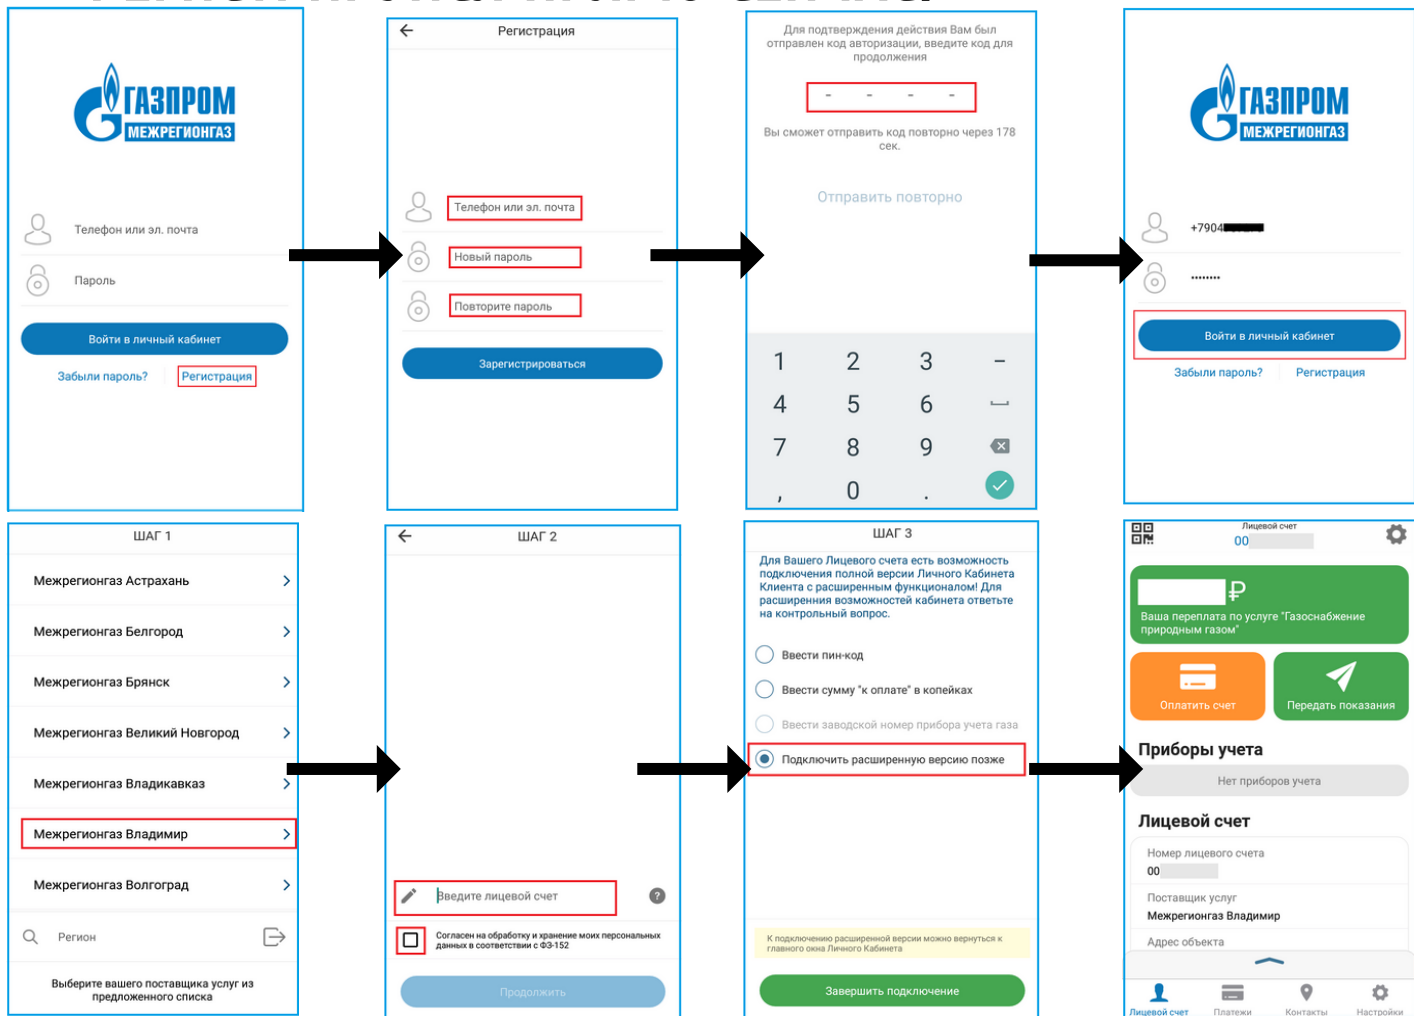 ГАЗПРОМ
МЕЖРЕГИОНГАЗ
Телефон или эл. почта
Пароль
Войти в личный кабинет
Забыли пароль?
Регистрация
Регистрация
Телефон или эл. почта
Новый пароль
Повторите пароль
Зарегистрироваться
Для подтверждения действия Вам был
отправлен код авторизации, введите код для
продолжения
- - - -
Вы сможет отправить код повторно через 178
сек.
Отправить повторно
1 2 3 –
4 5 6
7 8 9
, 0 .
ГАЗПРОМ
МЕЖРЕГИОНГАЗ
+7904
••••••••
Войти в личный кабинет
Забыли пароль?
Регистрация
ШАГ 1
Межрегионгаз Астрахань
Межрегионгаз Белгород
Межрегионгаз Брянск
Межрегионгаз Великий Новгород
Межрегионгаз Владикавказ
Межрегионгаз Владимир
Межрегионгаз Волгоград
Регион
Выберите вашего поставщика услуг из
предложенного списка
ШАГ 2
Введите лицевой счет
?
Согласен на обработку и хранение моих персональных
данных в соответствии с ФЗ-152
Продолжить
ШАГ 3
Для Вашего Лицевого счета есть возможность
подключения полной версии Личного Кабинета
Клиента с расширенным функционалом! Для
расширенния возможностей кабинета ответьте
на контрольный вопрос.
Ввести пин-код
Ввести сумму "к оплате" в копейках
Ввести заводской номер прибора учета газа
Подключить расширенную версию позже
К подключению расширенной версии можно вернуться к
главного окна Личного Кабинета
Завершить подключение
Лицевой счет
00
₽
Ваша переплата по услуге "Газоснабжение
природным газом"
Оплатить счет
Передать показания
Приборы учета
Нет приборов учета
Лицевой счет
Номер лицевого счета
00
Поставщик услуг
Межрегионгаз Владимир
Адрес объекта
Лицевой счет
Платежи
Контакты
Настройки